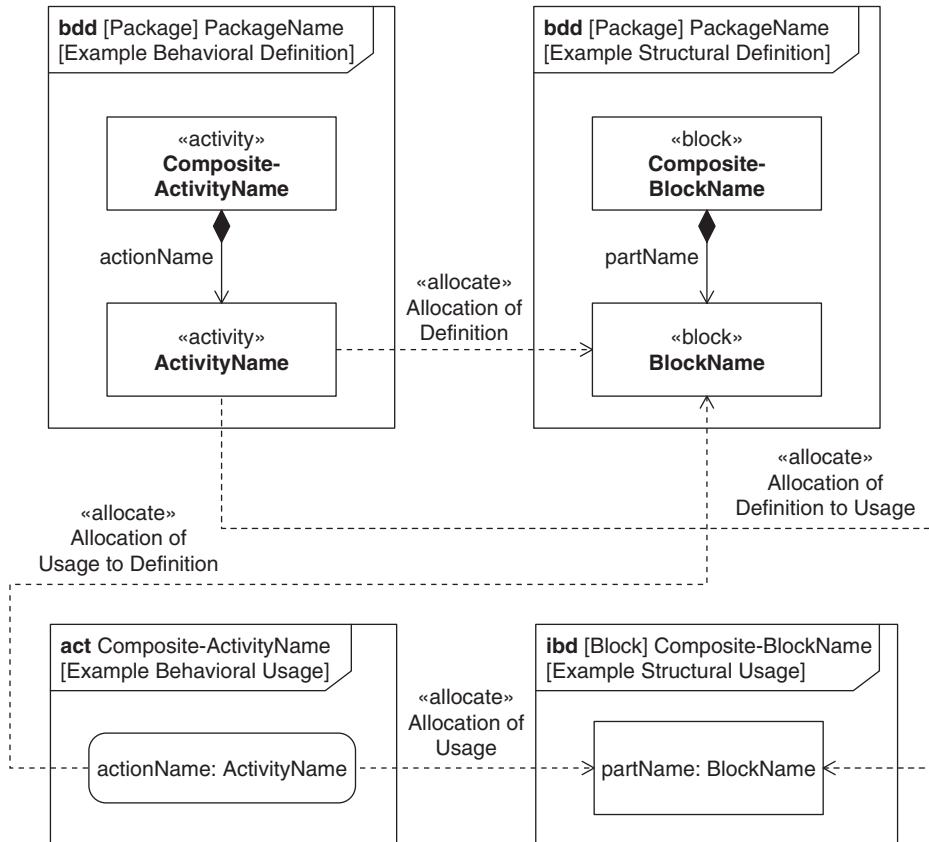 bdd [Package] PackageName
[Example Behavioral Definition]
«activity»
Composite-
ActivityName
actionName
«activity»
ActivityName
«allocate»
Allocation of
Definition
bdd [Package] PackageName
[Example Structural Definition]
«block»
Composite-
BlockName
partName
«block»
BlockName
«allocate»
Allocation of
Definition to Usage
«allocate»
Allocation of
Usage to Definition
act Composite-ActivityName
[Example Behavioral Usage]
actionName: ActivityName
«allocate»
Allocation of
Usage
ibd [Block] Composite-BlockName
[Example Structural Usage]
partName: BlockName